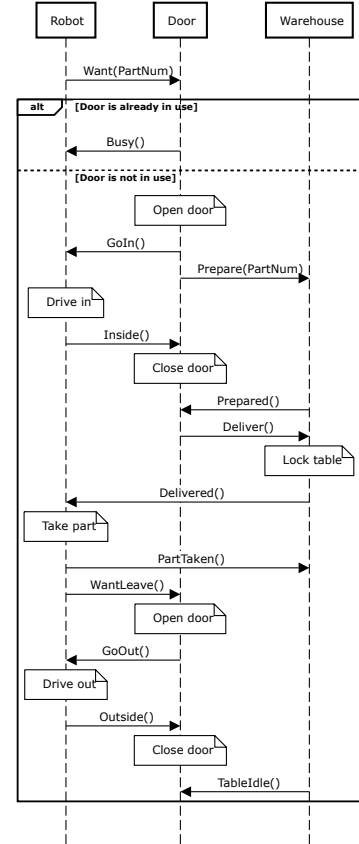 Robot Door Warehouse
Want(PartNum)
alt [Door is already in use]
Busy()
[Door is not in use]
Open door
GoIn()
Prepare(PartNum)
Drive in
Inside()
Close door
Prepared()
Deliver()
Lock table
Delivered()
Take part
PartTaken()
WantLeave()
Open door
GoOut()
Drive out
Outside()
Close door
TableIdle()